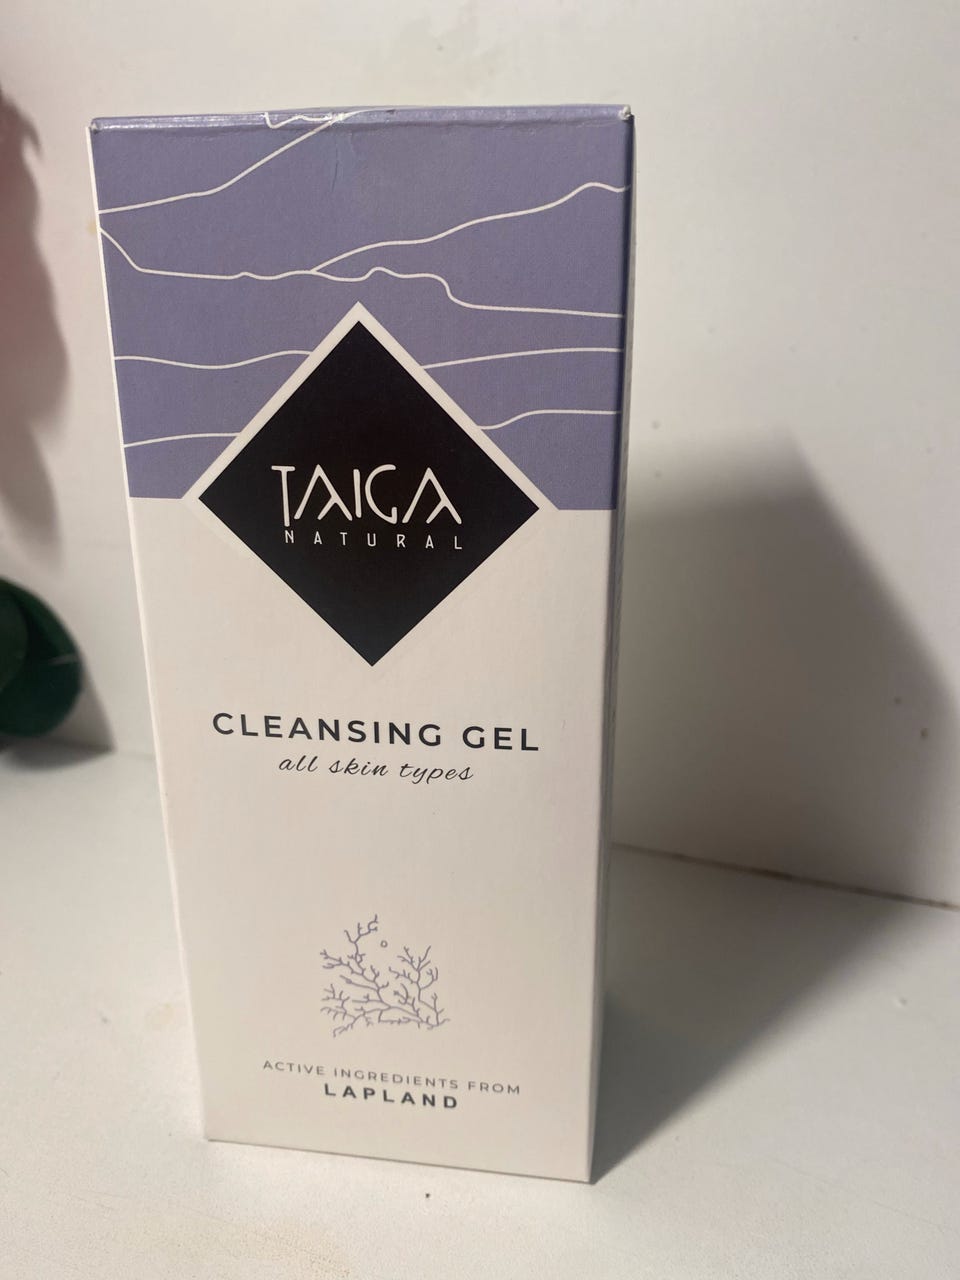 TAIGA
NATURAL
CLEANSING GEL
all skin types
ACTIVE INGREDIENTS FROM
LAPLAND